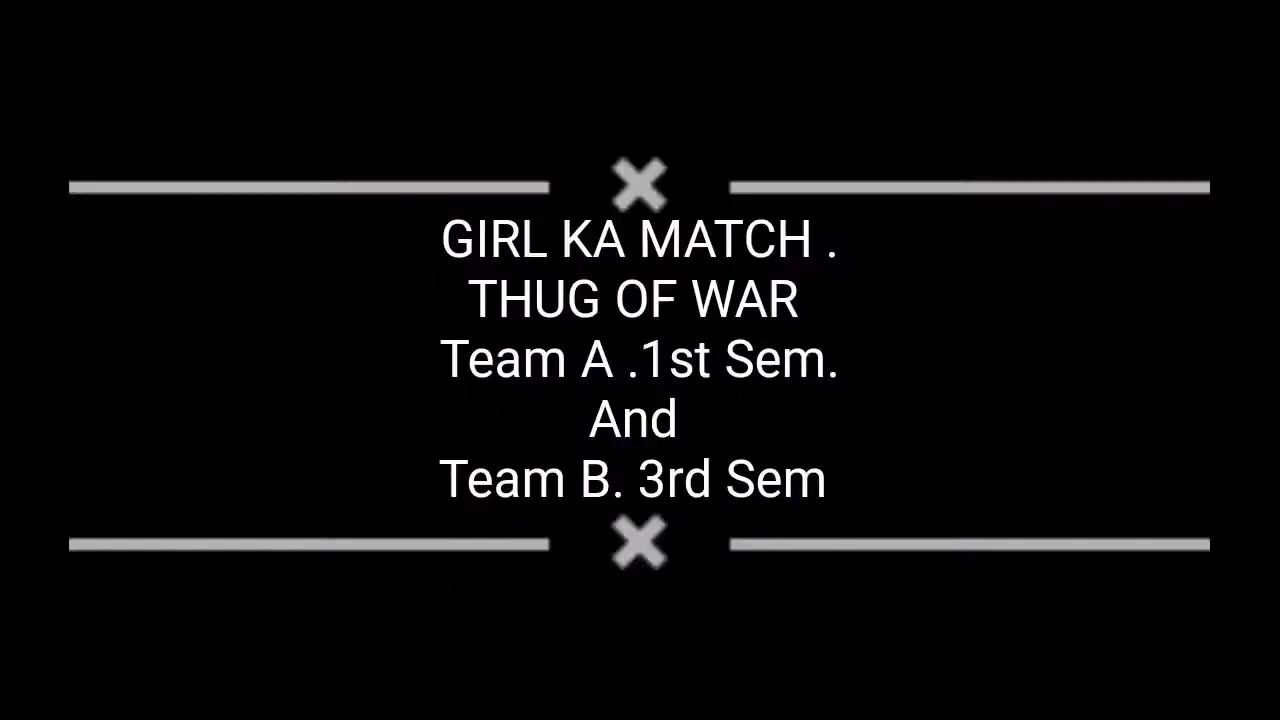 GIRL KA MATCH .
THUG OF WAR
Team A .1st Sem.
And
Team B. 3rd Sem